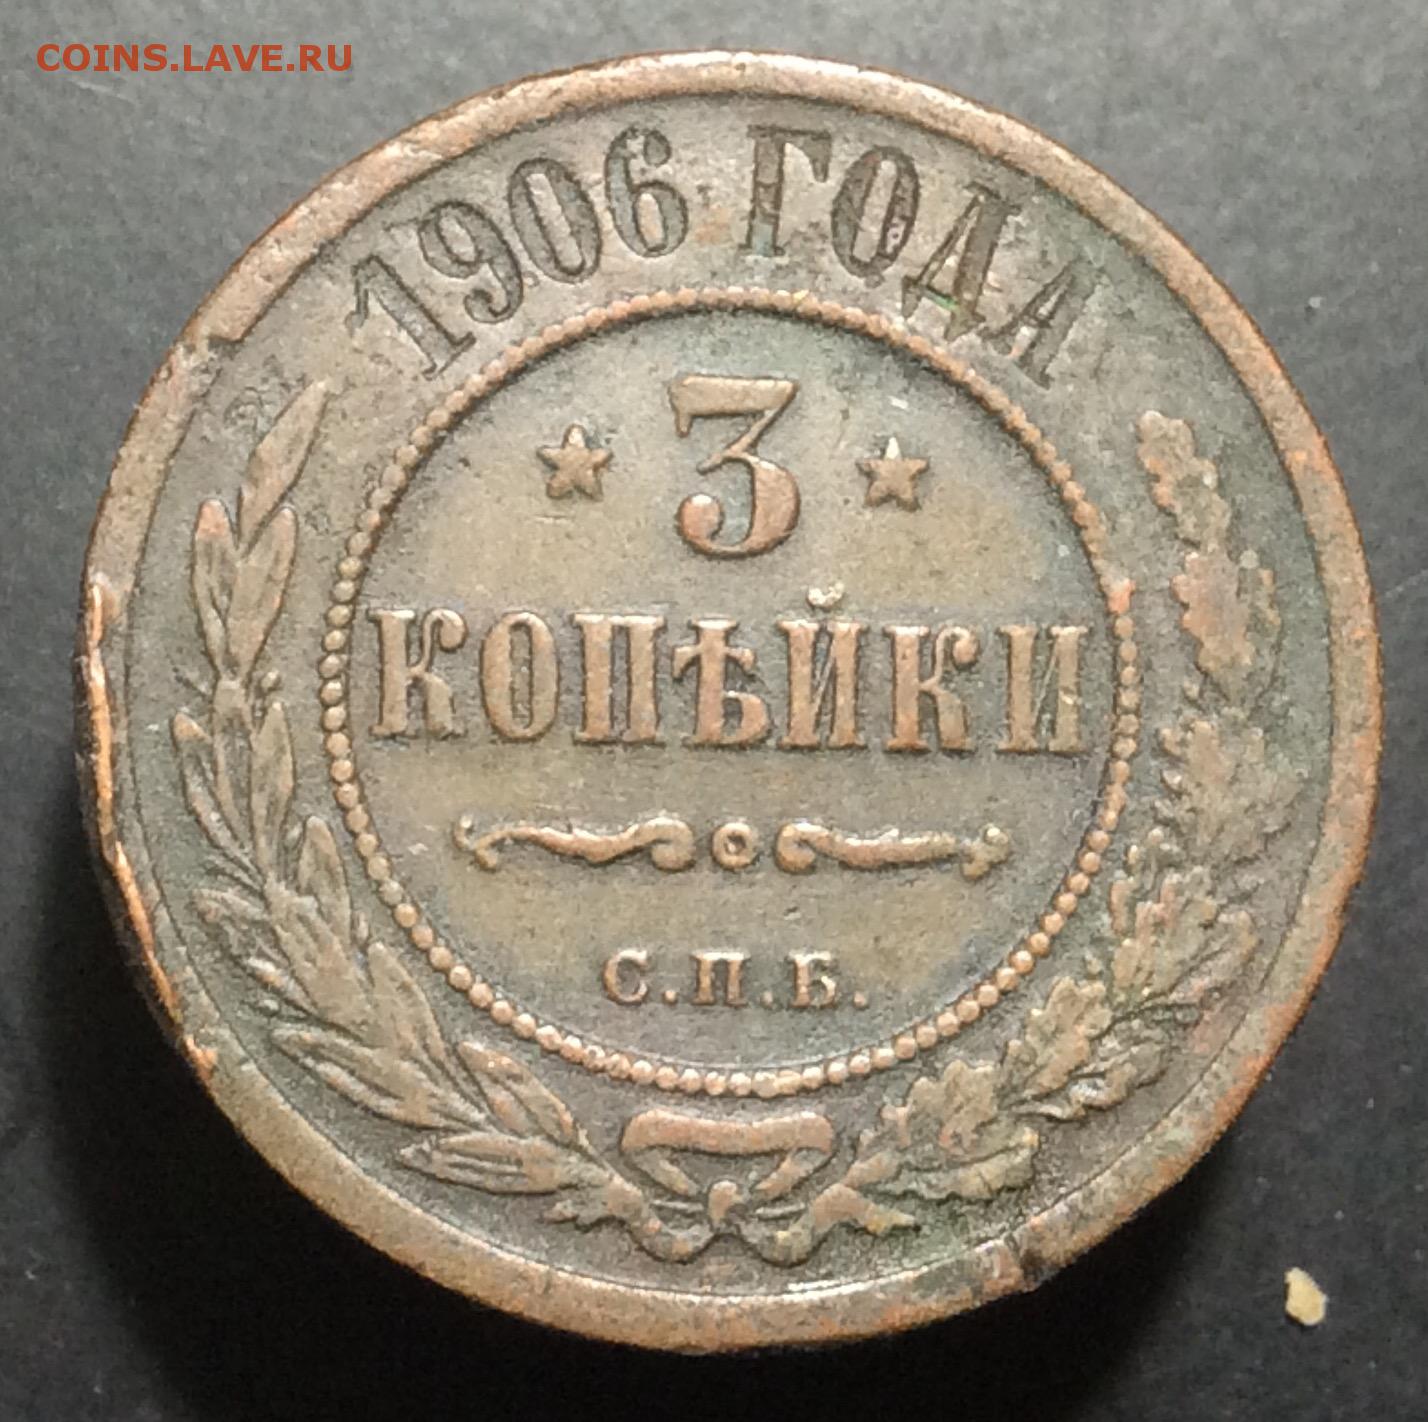 COINS.LAVE.RU
1906 ГОДА
3
КОПѢЙКИ
С.П.Б.